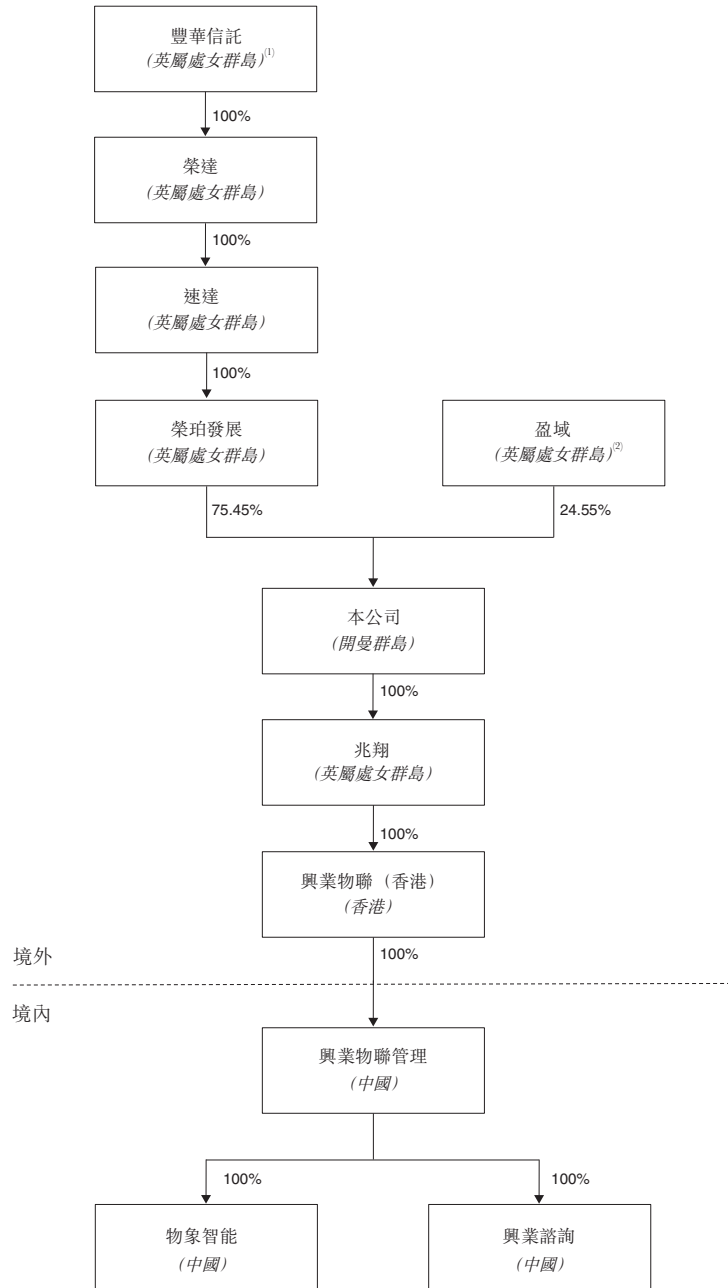 豐華信託
(英屬處女群島)(1)
100%
榮達
(英屬處女群島)
100%
速達
(英屬處女群島)
100%
榮珀發展
(英屬處女群島)
盈域
(英屬處女群島)(2)
75.45%
24.55%
本公司
(開曼群島)
100%
兆翔
(英屬處女群島)
100%
興業物聯（香港）
(香港)
100%
境外
境內
興業物聯管理
(中國)
100%
100%
物象智能
(中國)
興業諮詢
(中國)